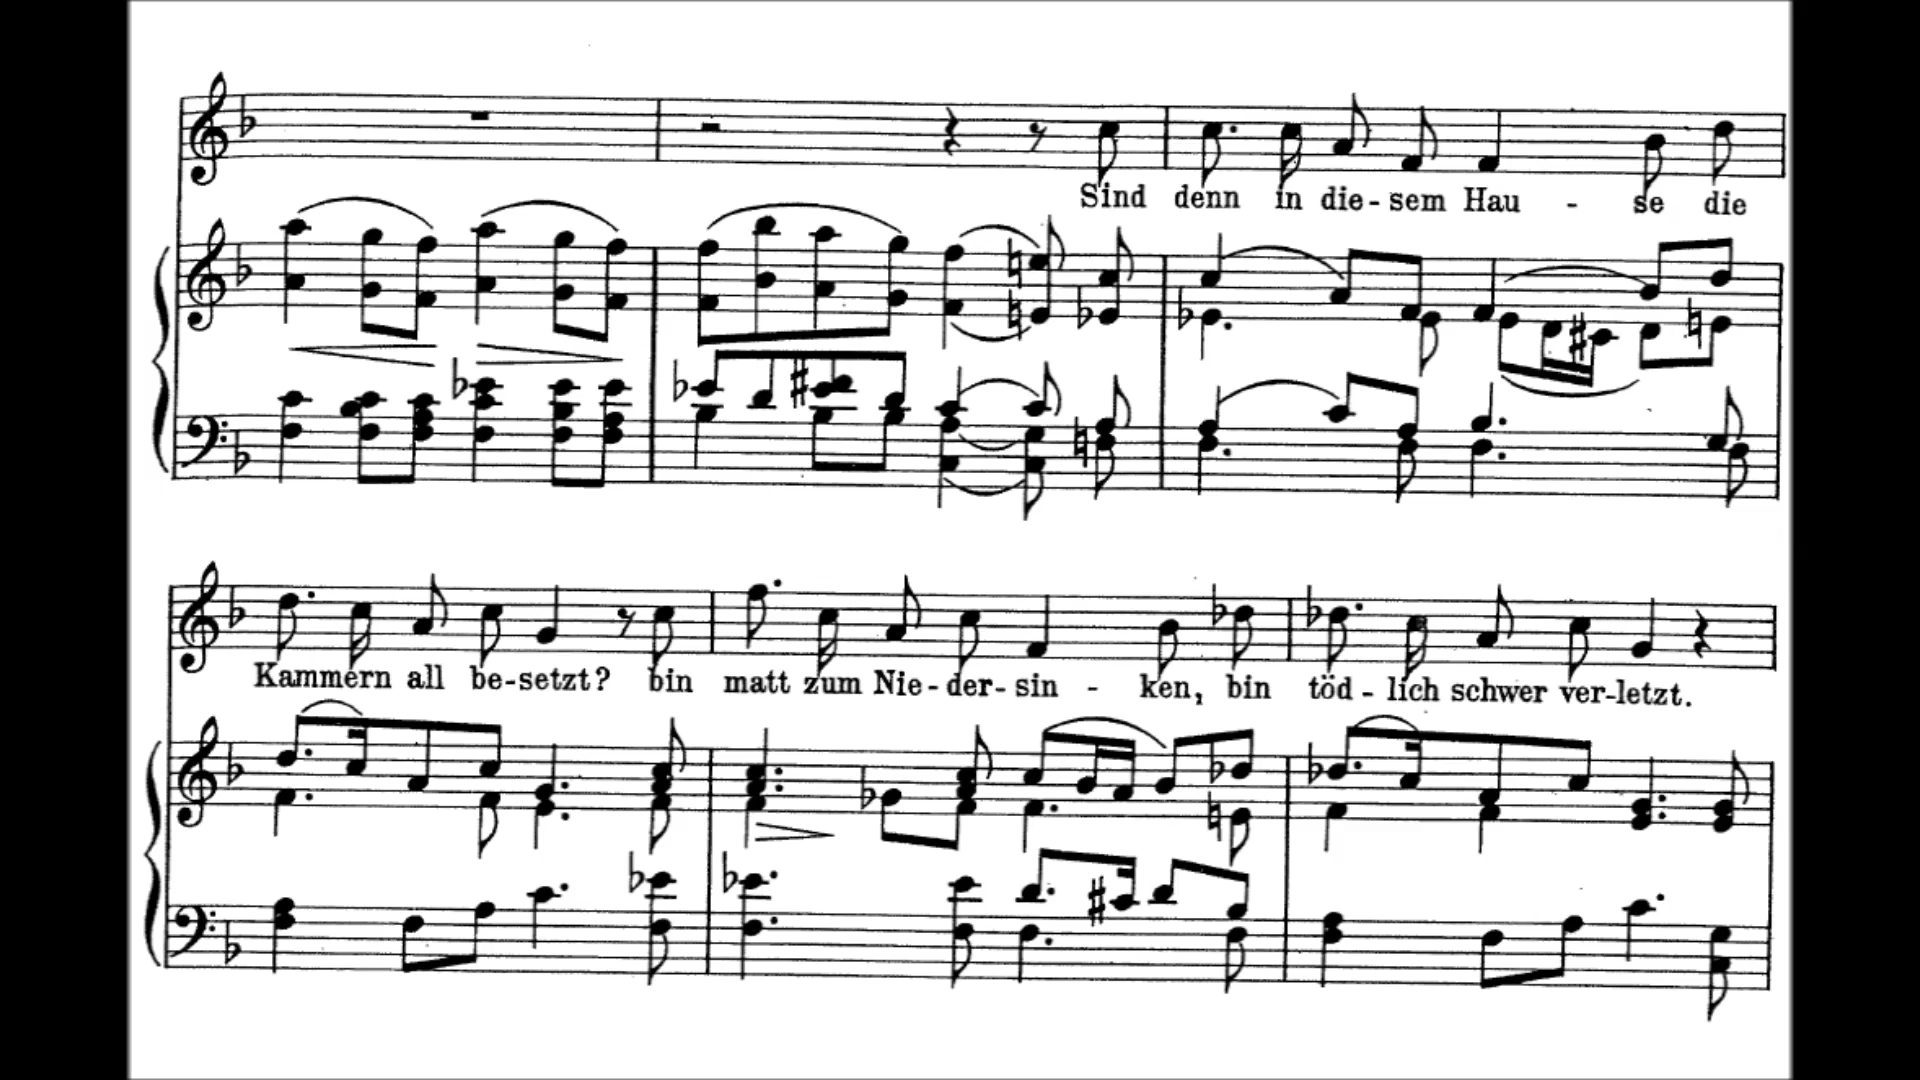 Sind denn in die-sem Hau - se die
Kammern all be-setzt? bin matt zum Nie-der-sin - ken, bin töd-lich schwer ver-letzt.